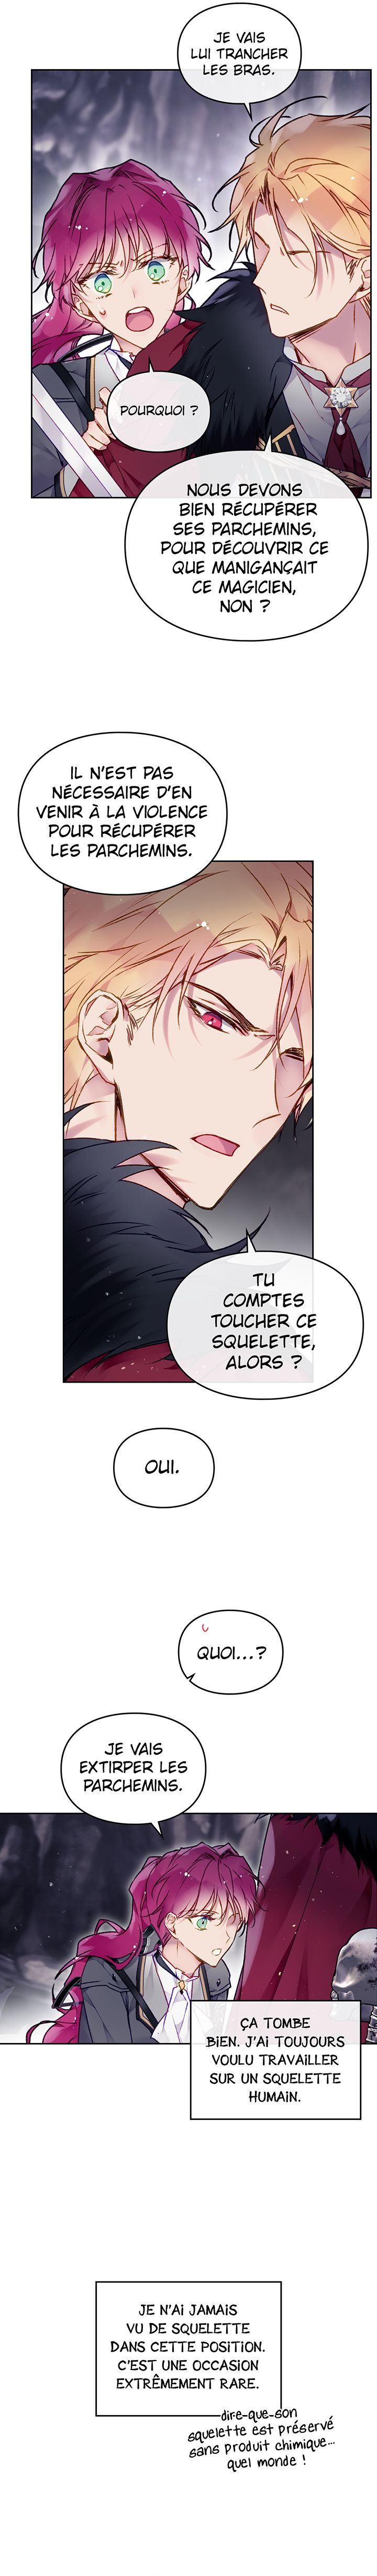 JE VAIS
LUI TRANCHER
LES BRAS.
POURQUOI ?
NOUS DEVONS
BIEN RÉCUPÉRER
SES PARCHEMINS,
POUR DÉCOUVRIR CE
QUE MANIGANÇAIT
CE MAGICIEN,
NON ?
IL N'EST PAS
NÉCESSAIRE D'EN
VENIR À LA VIOLENCE
POUR RÉCUPÉRER
LES PARCHEMINS.
TU
COMPTES
TOUCHER CE
SQUELETTE,
ALORS ?
OUI.
QUOI...?
JE VAIS
EXTIRPER LES
PARCHEMINS.
ÇA TOMBE
BIEN. J'AI TOUJOURS
VOULU TRAVAILLER
SUR UN SQUELETTE
HUMAIN.
JE N'AI JAMAIS
VU DE SQUELETTE
DANS CETTE POSITION.
C'EST UNE OCCASION
EXTRÊMEMENT RARE.
dire-que-son
squelette est préservé
sans produit chimique...
quel monde !